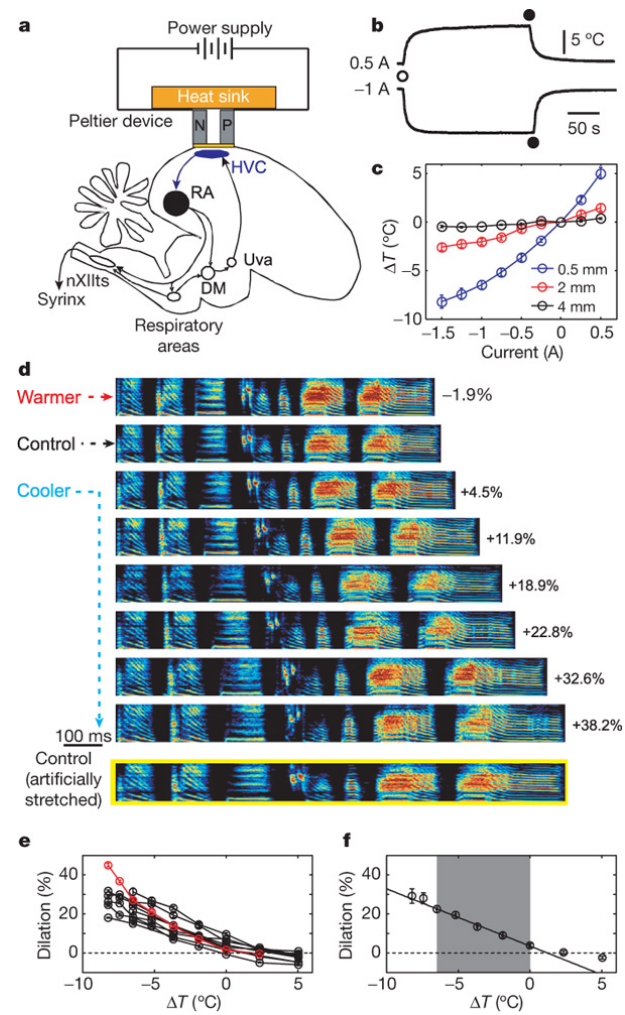 a
Power supply
Heat sink
Peltier device
N
P
HVC
RA
Uva
DM
nXIIts
Syrinx
Respiratory
areas
b
5 °C
0.5 A
−1 A
50 s
c
5
0
−5
−10
ΔT (°C)
0.5 mm
2 mm
4 mm
−1.5
−1
−0.5
0
0.5
Current (A)
d
Warmer
−1.9%
Control
Cooler
+4.5%
+11.9%
+18.9%
+22.8%
+32.6%
+38.2%
100 ms
Control
(artificially
stretched)
e
Dilation (%)
40
20
0
−10
−5
0
5
ΔT (°C)
f
Dilation (%)
40
20
0
−10
−5
0
5
ΔT (°C)